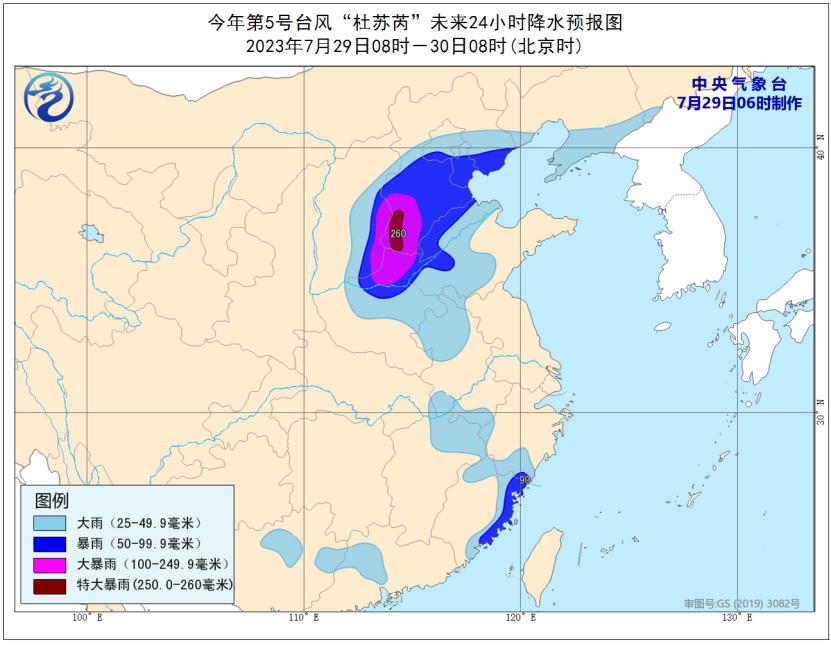 今年第5号台风“杜苏芮”未来24小时降水预报图
2023年7月29日08时－30日08时(北京时)
中央气象台
7月29日06时制作
40° N
260
30° N
90
图例
大雨（25-49.9毫米）
暴雨（50-99.9毫米）
大暴雨（100-249.9毫米）
特大暴雨(250.0-260毫米)
审图号:GS (2019) 3082号
100° E
110° E
120° E
130° E